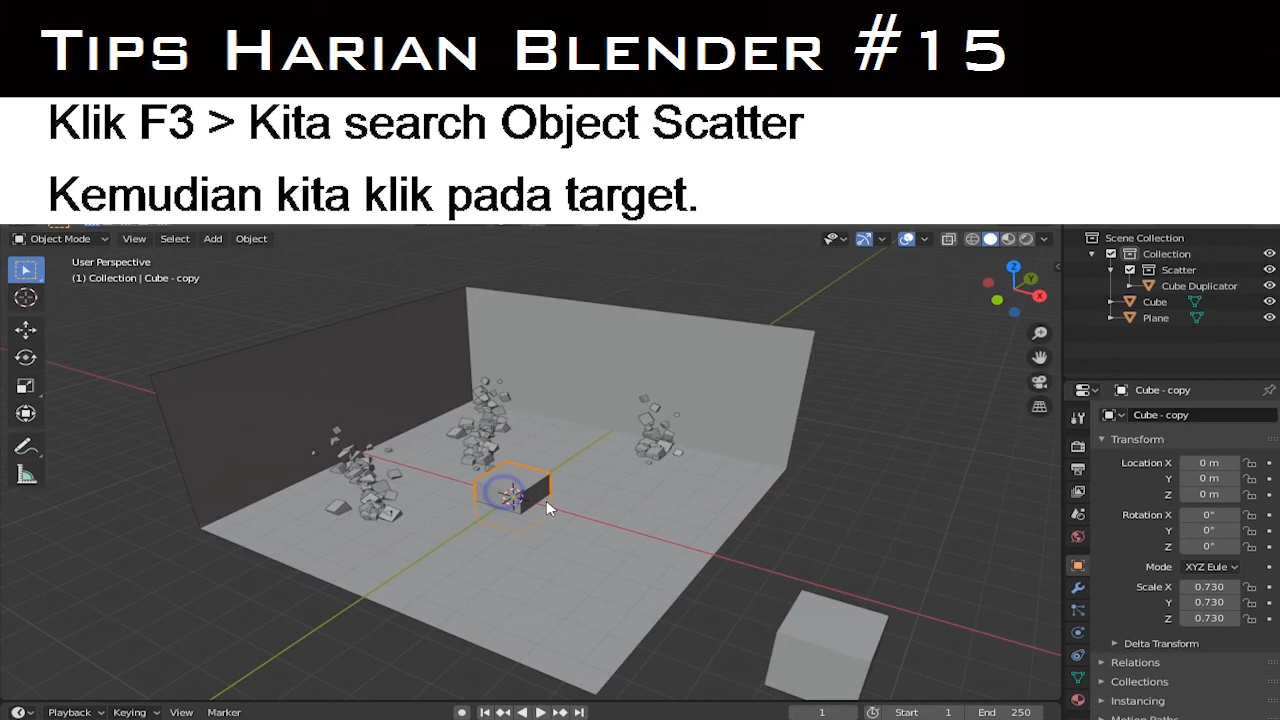 TIPS HARIAN BLENDER #15
Klik F3 > Kita search Object Scatter
Kemudian kita klik pada target.
Object Mode View Select Add Object
User Perspective
(1) Collection | Cube - copy
Z
Y
X
Scene Collection
Collection
Scatter
Cube Duplicator
Cube
Plane
Cube - copy
Cube - copy
Transform
Location X 0 m
Y 0 m
Z 0 m
Rotation X 0°
Y 0°
Z 0°
Mode XYZ Eule
Scale X 0.730
Y 0.730
Z 0.730
Delta Transform
Relations
Collections
Instancing
Playback Keying View Marker 1 Start 1 End 250